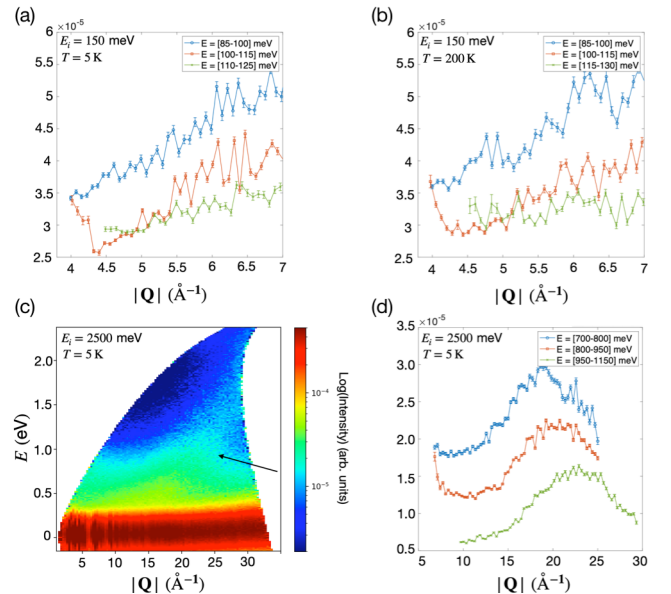 (a)
×10⁻⁵
E_i = 150 meV
T = 5 K
E = [85-100] meV
E = [100-115] meV
E = [110-125] meV
6
5.5
5
4.5
4
3.5
3
2.5
4 4.5 5 5.5 6 6.5 7
|Q| (Å⁻¹)
(b)
×10⁻⁵
E_i = 150 meV
T = 200 K
E = [85-100] meV
E = [100-115] meV
E = [115-130] meV
6
5.5
5
4.5
4
3.5
3
2.5
4 4.5 5 5.5 6 6.5 7
|Q| (Å⁻¹)
(c)
E_i = 2500 meV
T = 5 K
2.0
1.5
1.0
0.5
0
E (eV)
5 10 15 20 25 30
|Q| (Å⁻¹)
10⁻⁴
10⁻⁵
Log(Intensity) (arb. units)
(d)
×10⁻⁵
E_i = 2500 meV
T = 5 K
E = [700-800] meV
E = [800-950] meV
E = [950-1150] meV
3.5
3.0
2.5
2.0
1.5
1.0
0.5
5 10 15 20 25 30
|Q| (Å⁻¹)